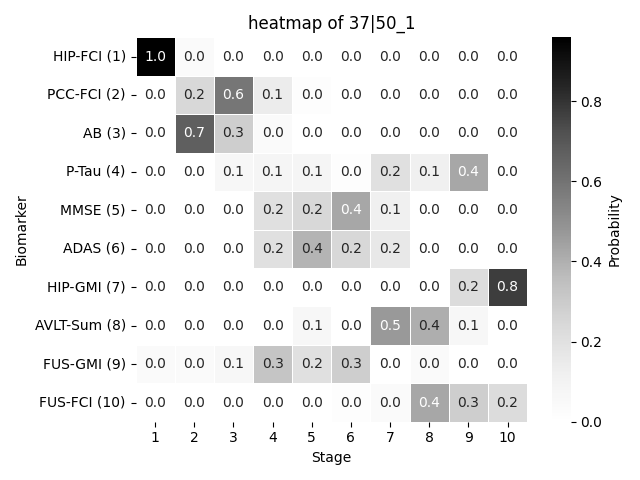 heatmap of 37|50_1
HIP-FCI (1) 1.0 0.0 0.0 0.0 0.0 0.0 0.0 0.0 0.0 0.0
PCC-FCI (2) 0.0 0.2 0.6 0.1 0.0 0.0 0.0 0.0 0.0 0.0
AB (3) 0.0 0.7 0.3 0.0 0.0 0.0 0.0 0.0 0.0 0.0
P-Tau (4) 0.0 0.0 0.1 0.1 0.1 0.0 0.2 0.1 0.4 0.0
MMSE (5) 0.0 0.0 0.0 0.2 0.2 0.4 0.1 0.0 0.0 0.0
ADAS (6) 0.0 0.0 0.0 0.2 0.4 0.2 0.2 0.0 0.0 0.0
HIP-GMI (7) 0.0 0.0 0.0 0.0 0.0 0.0 0.0 0.0 0.2 0.8
AVLT-Sum (8) 0.0 0.0 0.0 0.0 0.1 0.0 0.5 0.4 0.1 0.0
FUS-GMI (9) 0.0 0.0 0.1 0.3 0.2 0.3 0.0 0.0 0.0 0.0
FUS-FCI (10) 0.0 0.0 0.0 0.0 0.0 0.0 0.0 0.4 0.3 0.2
1 2 3 4 5 6 7 8 9 10
Stage
Biomarker
0.8
0.6
0.4
0.2
0.0
Probability